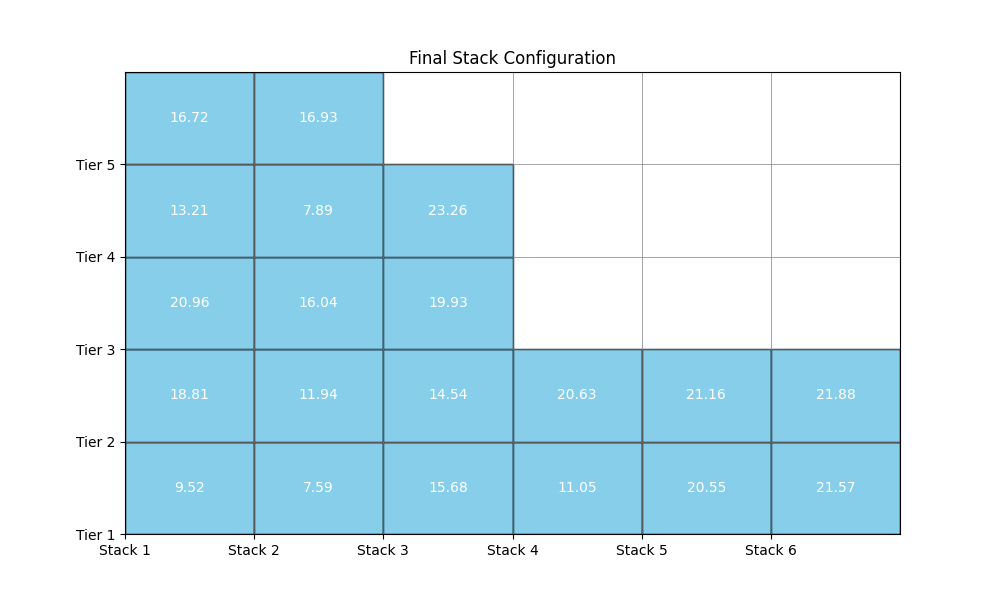 Final Stack Configuration
16.72 16.93
Tier 5
13.21 7.89 23.26
Tier 4
20.96 16.04 19.93
Tier 3
18.81 11.94 14.54 20.63 21.16 21.88
Tier 2
9.52 7.59 15.68 11.05 20.55 21.57
Tier 1
Stack 1 Stack 2 Stack 3 Stack 4 Stack 5 Stack 6